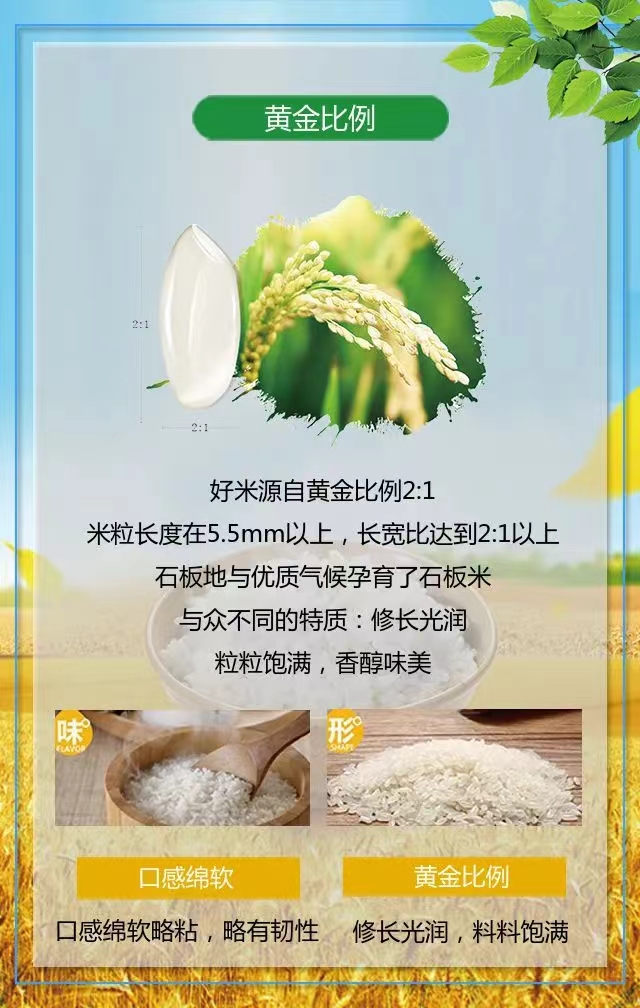 黄金比例
2:1
2:1
好米源自黄金比例2:1
米粒长度在5.5mm以上，长宽比达到2:1以上
石板地与优质气候孕育了石板米
与众不同的特质：修长光润
粒粒饱满，香醇味美
味
FLAVOR
形
SHAPE
口感绵软
黄金比例
口感绵软略粘，略有韧性
修长光润，料料饱满